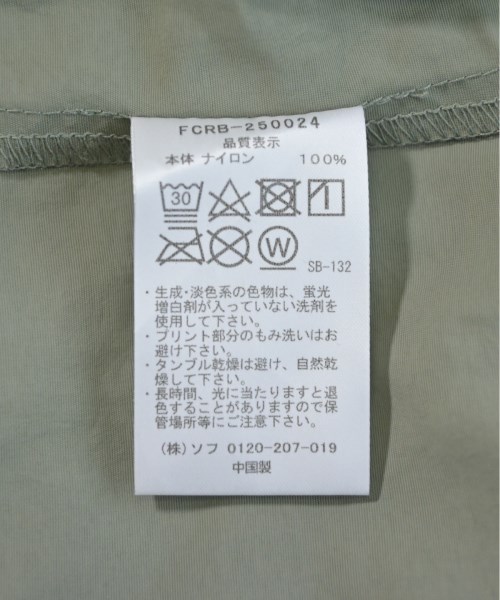 FCRB-250024
品質表示
本体 ナイロン 100%
30
W
SB-132
・生成・淡色系の色物は、蛍光
増白剤が入っていない洗剤を
使用して下さい。
・プリント部分のもみ洗いはお
避け下さい。
・タンブル乾燥は避け、自然乾
燥して下さい。
・長時間、光に当たりますと退
色することがありますので保
管場所等にご注意下さい。
(株)ソフ 0120-207-019
中国製